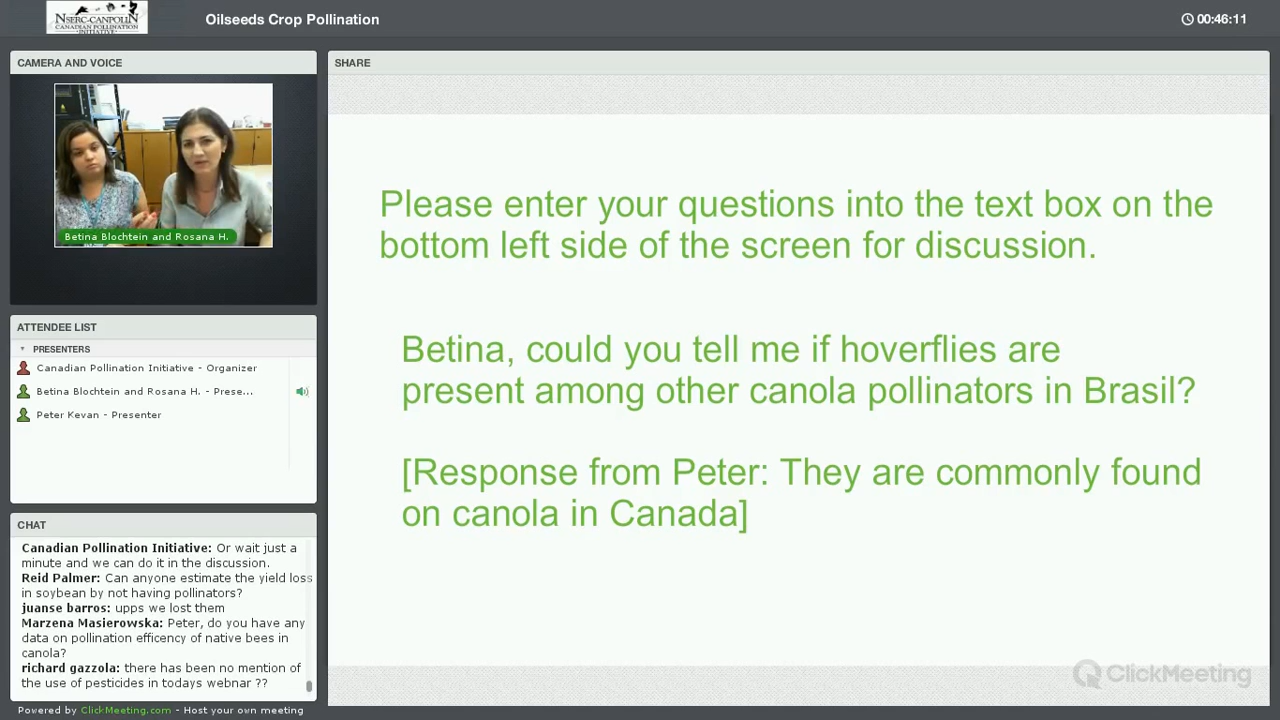 NSERC-CANPOLIN
CANADIAN POLLINATION
INITIATIVE
Oilseeds Crop Pollination
00:46:11
CAMERA AND VOICE
Betina Blochtein and Rosana H.
ATTENDEE LIST
PRESENTERS
Canadian Pollination Initiative - Organizer
Betina Blochtein and Rosana H. - Prese...
Peter Kevan - Presenter
CHAT
Canadian Pollination Initiative: Or wait just a
minute and we can do it in the discussion.
Reid Palmer: Can anyone estimate the yield loss
in soybean by not having pollinators?
juanse barros: upps we lost them
Marzena Masierowska: Peter, do you have any
data on pollination efficency of native bees in
canola?
richard gazzola: there has been no mention of
the use of pesticides in todays webnar ??
Powered by ClickMeeting.com - Host your own meeting
SHARE
Please enter your questions into the text box on the
bottom left side of the screen for discussion.
Betina, could you tell me if hoverflies are
present among other canola pollinators in Brasil?
[Response from Peter: They are commonly found
on canola in Canada]
ClickMeeting